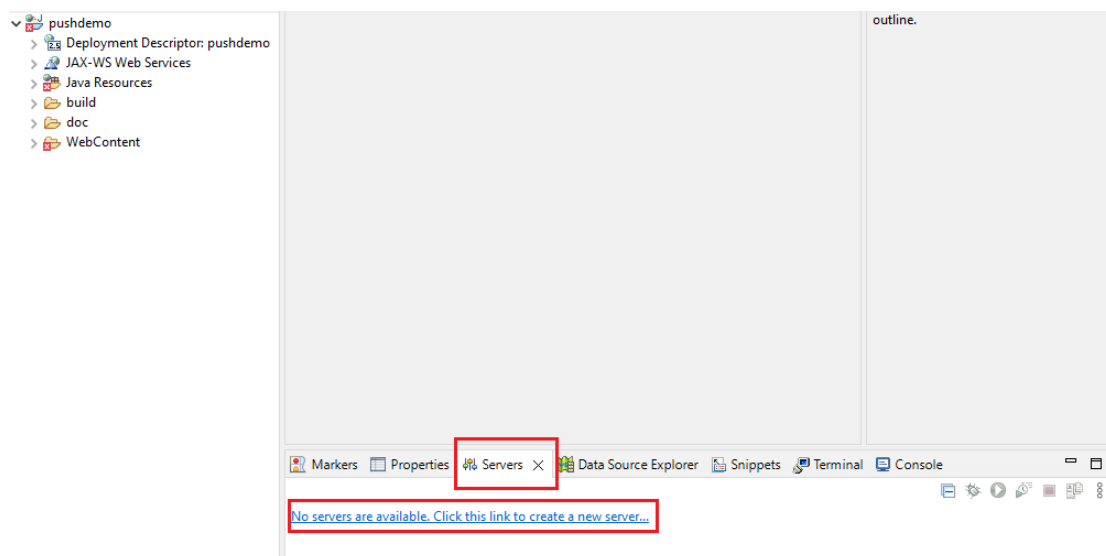 pushdemo
Deployment Descriptor: pushdemo
JAX-WS Web Services
Java Resources
build
doc
WebContent
outline.
Markers Properties Servers Data Source Explorer Snippets Terminal Console
No servers are available. Click this link to create a new server...